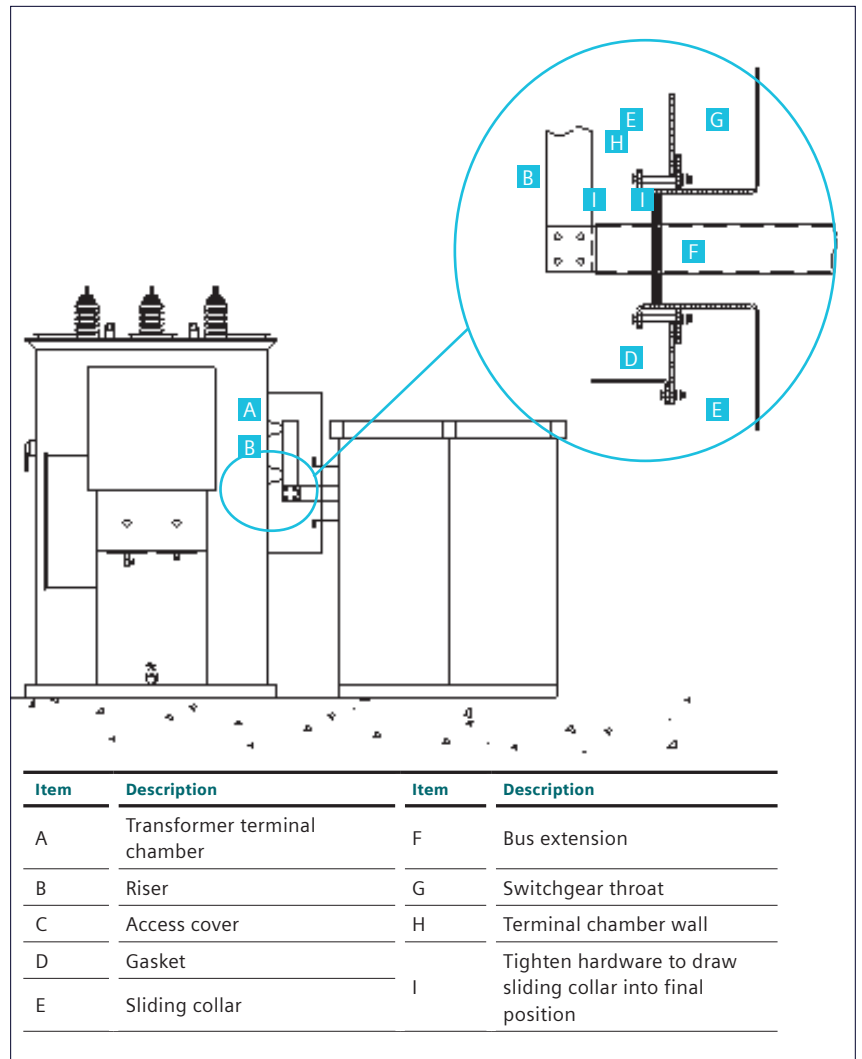 E
G
H
B
I
I
F
D
E
A
B
Item Description Item Description
A Transformer terminal
chamber
F Bus extension
B Riser G Switchgear throat
C Access cover H Terminal chamber wall
D Gasket
E Sliding collar
I Tighten hardware to draw
sliding collar into final
position